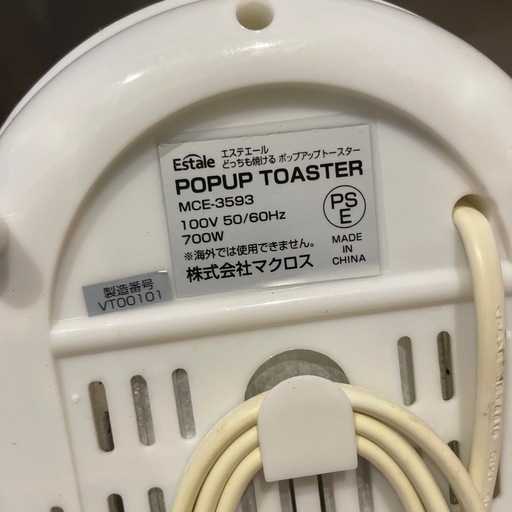 Estale エステエール
どっちも焼ける ポップアップトースター
POPUP TOASTER
MCE-3593
100V 50/60Hz
700W
※海外では使用できません。
株式会社マクロス
PS
E
MADE
IN
CHINA
製造番号
VT00101